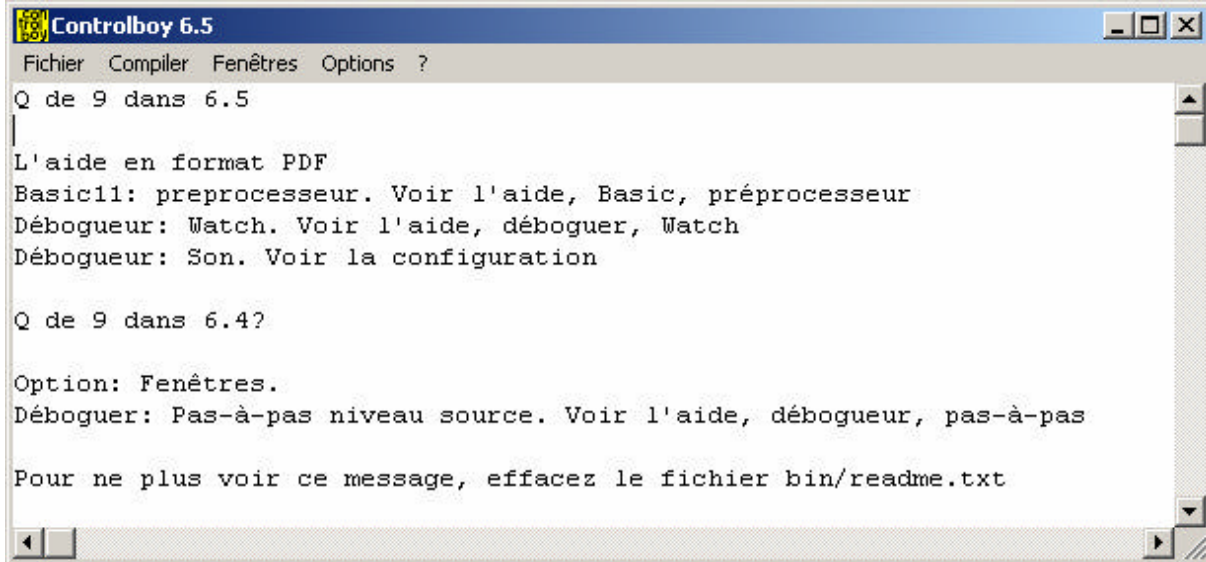 Controlboy 6.5
Fichier Compiler Fenêtres Options ?
Q de 9 dans 6.5
L'aide en format PDF
Basic11: preprocesseur. Voir l'aide, Basic, préprocesseur
Débogueur: Watch. Voir l'aide, déboguer, Watch
Débogueur: Son. Voir la configuration
Q de 9 dans 6.4?
Option: Fenêtres.
Déboguer: Pas-à-pas niveau source. Voir l'aide, débogueur, pas-à-pas
Pour ne plus voir ce message, effacez le fichier bin/readme.txt